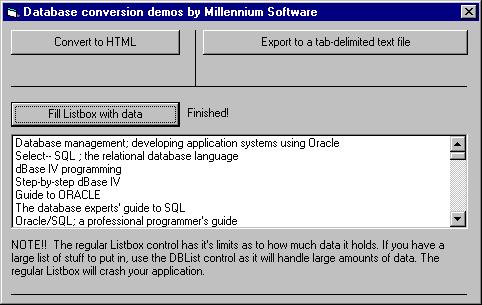 Database conversion demos by Millennium Software
Convert to HTML
Export to a tab-delimited text file
Fill Listbox with data
Finished!
Database management; developing application systems using Oracle
Select-- SQL ; the relational database language
dBase IV programming
Step-by-step dBase IV
Guide to ORACLE
The database experts' guide to SQL
Oracle/SQL; a professional programmer's guide
NOTE!!  The regular Listbox control has it's limits as to how much data it holds. If you have a
large list of stuff to put in, use the DBList control as it will handle large amounts of data. The
regular Listbox will crash your application.